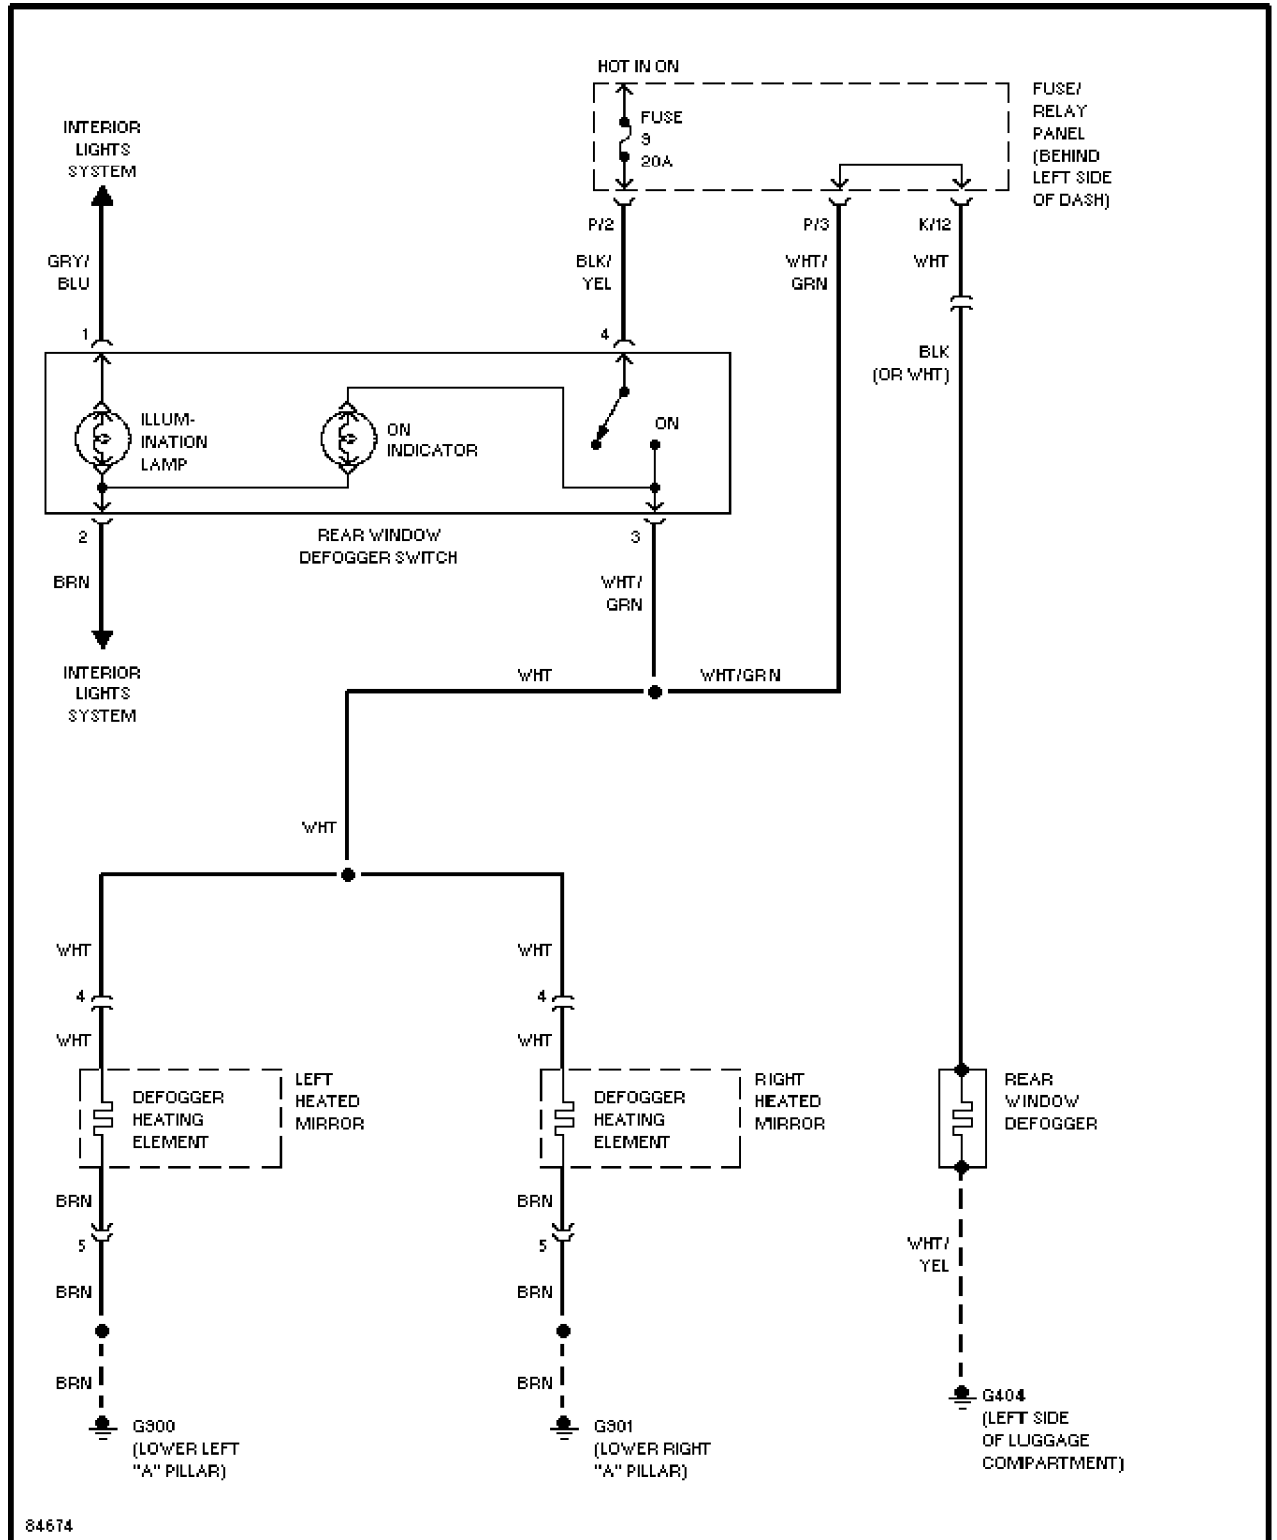 HOT IN ON
FUSE
9
20A
FUSE/
RELAY
PANEL
(BEHIND
LEFT SIDE
OF DASH)
INTERIOR
LIGHTS
SYSTEM
P/2
P/3
K/12
GRY/
BLU
BLK/
YEL
WHT/
GRN
WHT
1
4
BLK
(OR WHT)
ILLUM-
INATION
LAMP
ON
INDICATOR
ON
2
REAR WINDOW
DEFOGGER SWITCH
3
BRN
WHT/
GRN
INTERIOR
LIGHTS
SYSTEM
WHT
WHT/GRN
WHT
WHT
WHT
4
4
WHT
WHT
DEFOGGER
HEATING
ELEMENT
LEFT
HEATED
MIRROR
DEFOGGER
HEATING
ELEMENT
RIGHT
HEATED
MIRROR
REAR
WINDOW
DEFOGGER
BRN
BRN
5
5
WHT/
YEL
BRN
BRN
BRN
BRN
G300
(LOWER LEFT
"A" PILLAR)
G301
(LOWER RIGHT
"A" PILLAR)
G404
(LEFT SIDE
OF LUGGAGE
COMPARTMENT)
84674